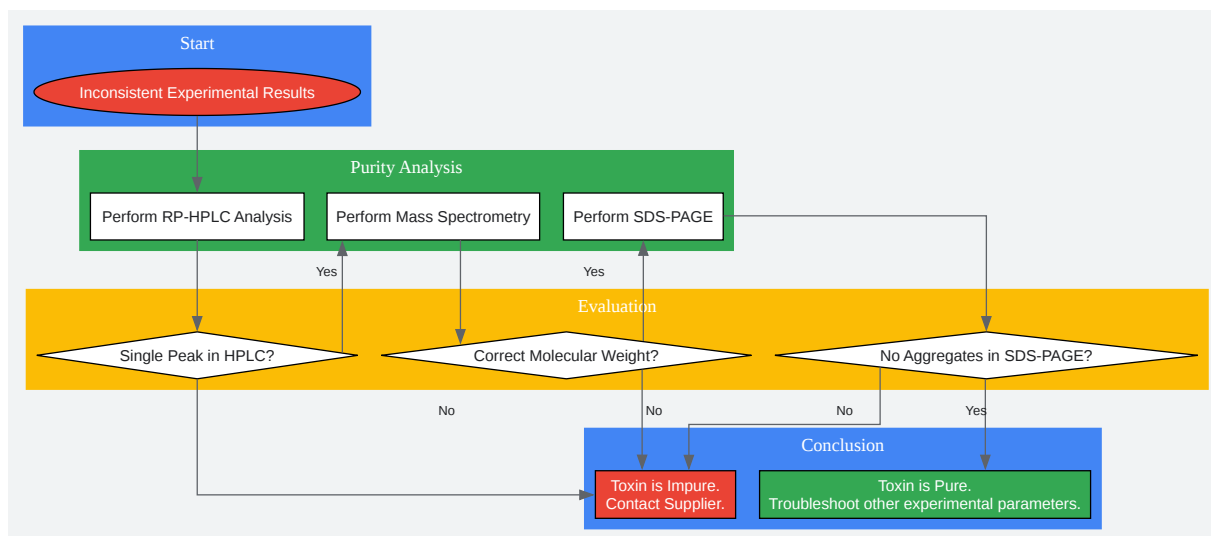 Start
Inconsistent Experimental Results
Purity Analysis
Perform RP-HPLC Analysis
Perform Mass Spectrometry
Perform SDS-PAGE
Yes
Yes
Evaluation
Single Peak in HPLC?
Correct Molecular Weight?
No Aggregates in SDS-PAGE?
No
No
No
Yes
Conclusion
Toxin is Impure.
Contact Supplier.
Toxin is Pure.
Troubleshoot other experimental parameters.